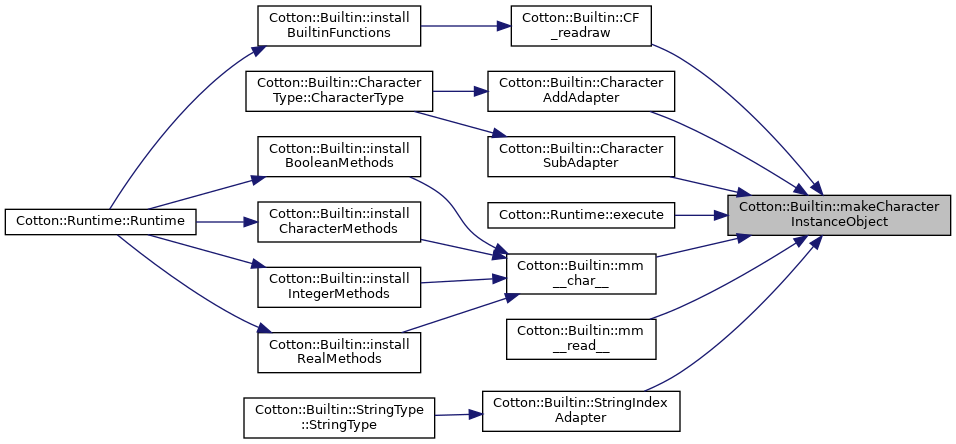 Cotton::Builtin::install
BuiltinFunctions
Cotton::Builtin::CF
_readraw
Cotton::Builtin::Character
Type::CharacterType
Cotton::Builtin::Character
AddAdapter
Cotton::Builtin::install
BooleanMethods
Cotton::Builtin::Character
SubAdapter
Cotton::Runtime::Runtime
Cotton::Builtin::install
CharacterMethods
Cotton::Runtime::execute
Cotton::Builtin::makeCharacter
InstanceObject
Cotton::Builtin::install
IntegerMethods
Cotton::Builtin::mm
__char__
Cotton::Builtin::install
RealMethods
Cotton::Builtin::mm
__read__
Cotton::Builtin::StringType
::StringType
Cotton::Builtin::StringIndex
Adapter